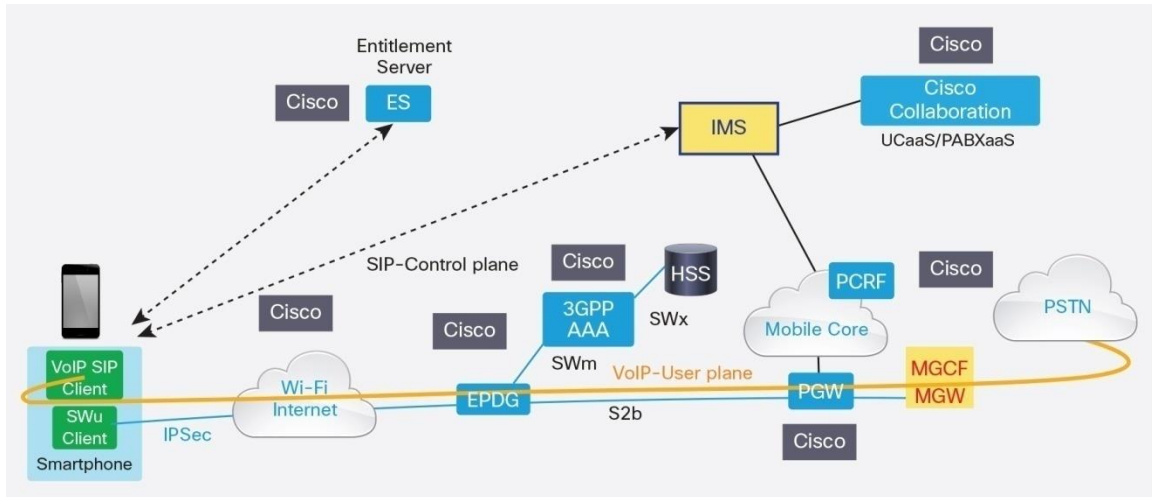 Entitlement
Server
Cisco
ES
Cisco
Cisco
Collaboration
UCaaS/PABXaaS
IMS
SIP-Control plane
Cisco
HSS
3GPP
AAA
SWx
SWm
Cisco
Cisco
PCRF
Mobile Core
Cisco
PSTN
VoIP SIP
Client
SWu
Client
Smartphone
IPSec
Wi-Fi
Internet
EPDG
VoIP-User plane
S2b
PGW
Cisco
MGCF
MGW